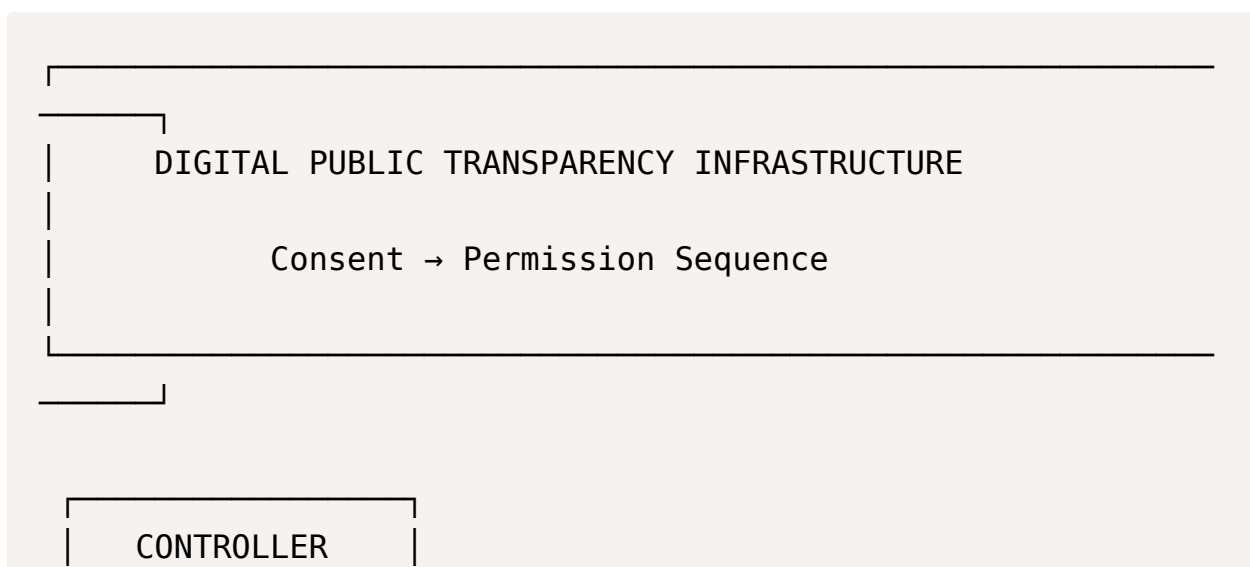 DIGITAL PUBLIC TRANSPARENCY INFRASTRUCTURE
Consent → Permission Sequence
CONTROLLER